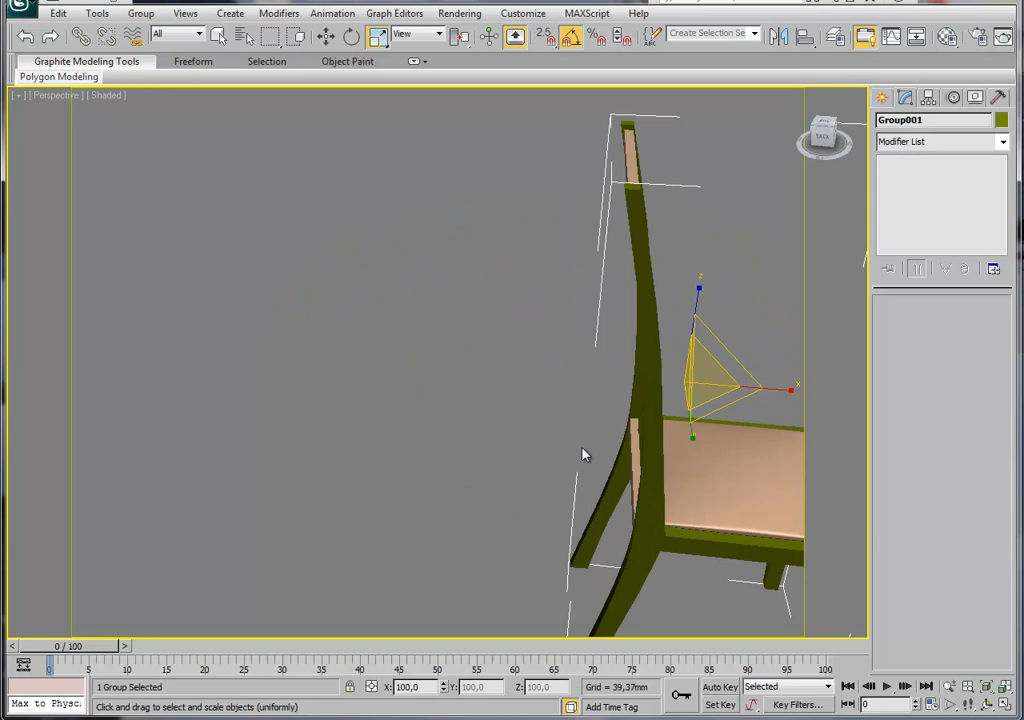 Edit Tools Group Views Create Modifiers Animation Graph Editors Rendering Customize MAXScript Help
All View 2.5 Create Selection Se
Graphite Modeling Tools Freeform Selection Object Paint
Polygon Modeling
[ + ] [ Perspective ] [ Shaded ]
BACK
Group001
Modifier List
z
x
< 0 / 100 >
0 5 10 15 20 25 30 35 40 45 50 55 60 65 70 75 80 85 90 95 100
1 Group Selected X: 100,0 Y: 100,0 Z: 100,0 Grid = 39,37mm Auto Key Selected
Max to Physc: Click and drag to select and scale objects (uniformly) Add Time Tag Set Key Key Filters... 0